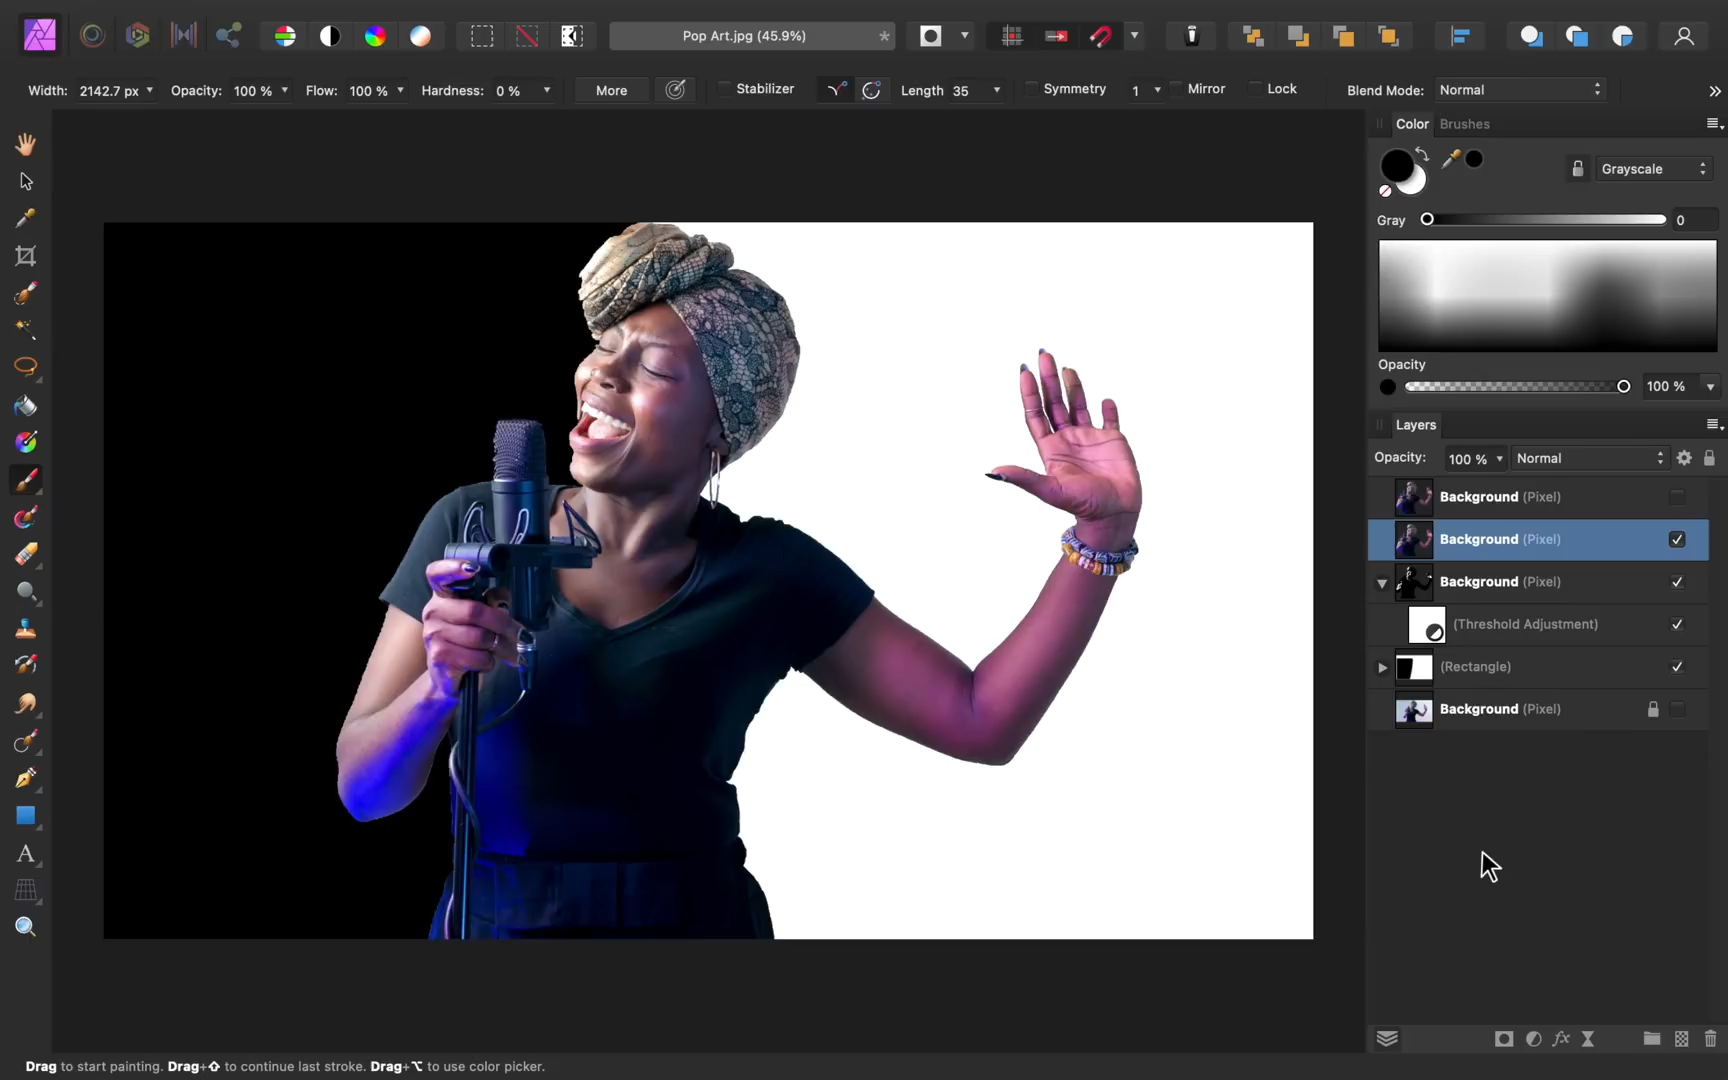 Pop Art.jpg (45.9%) *
Width: 2142.7 px Opacity: 100 % Flow: 100 % Hardness: 0 % More Stabilizer Length 35 Symmetry 1 Mirror Lock Blend Mode: Normal
Color Brushes
Grayscale
Gray 0
Opacity
100 %
Layers
Opacity: 100 % Normal
Background (Pixel)
Background (Pixel)
Background (Pixel)
(Threshold Adjustment)
(Rectangle)
Background (Pixel)
A
fx
Drag to start painting. Drag+⇧ to continue last stroke. Drag+⌥ to use color picker.